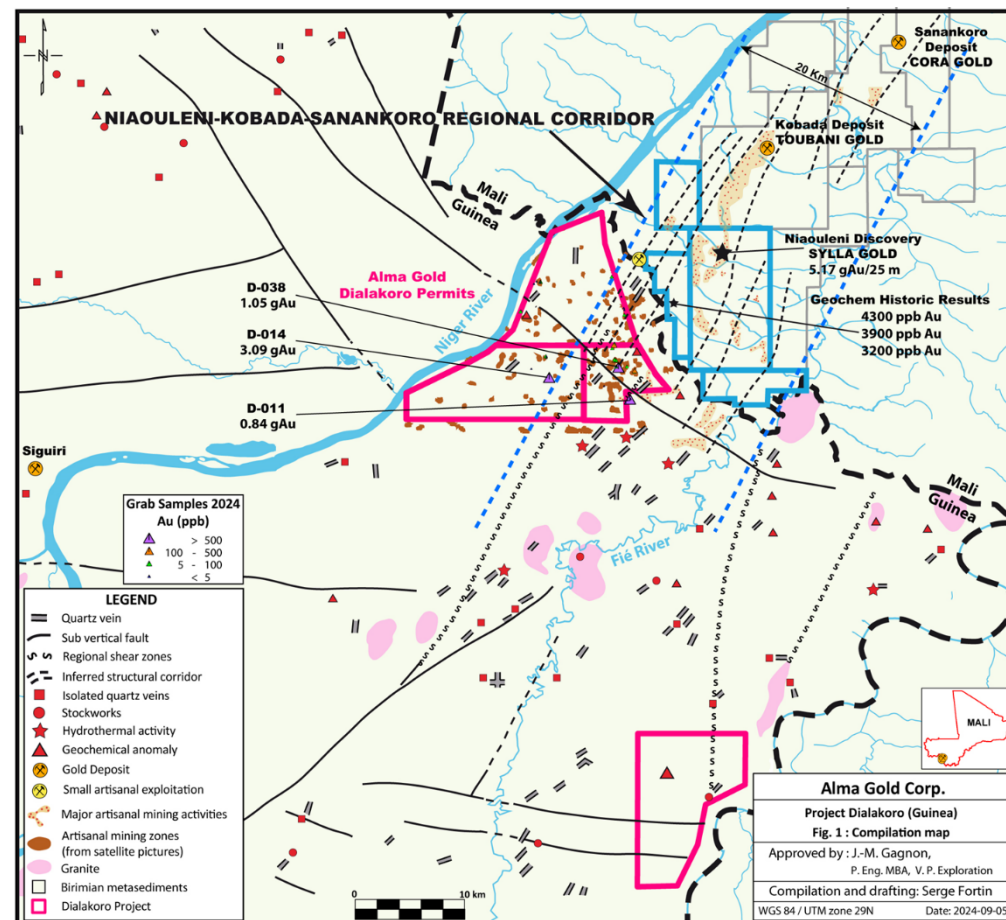 N
Sanankoro
Deposit
CORA GOLD
20 Km
NIAOULENI-KOBADA-SANANKORO REGIONAL CORRIDOR
Kobada Deposit
TOUBANI GOLD
Mali
Guinea
Alma Gold
Dialakoro Permits
Niger River
Niaouleni Discovery
SYLLA GOLD
5.17 gAu/25 m
Geochem Historic Results
4300 ppb Au
3900 ppb Au
3200 ppb Au
D-038
1.05 gAu
D-014
3.09 gAu
D-011
0.84 gAu
Siguiri
Mali
Guinea
Fié River
Grab Samples 2024
Au (ppb)
> 500
100 - 500
5 - 100
< 5
LEGEND
Quartz vein
Sub vertical fault
Regional shear zones
Inferred structural corridor
Isolated quartz veins
Stockworks
Hydrothermal activity
Geochemical anomaly
Gold Deposit
Small artisanal exploitation
Major artisanal mining activities
Artisanal mining zones
(from satellite pictures)
Granite
Birimian metasediments
Dialakoro Project
0
10 km
MALI
Alma Gold Corp.
Project Dialakoro (Guinea)
Fig. 1 : Compilation map
Approved by : J.-M. Gagnon,
P. Eng. MBA, V. P. Exploration
Compilation and drafting: Serge Fortin
WGS 84 / UTM zone 29N Date: 2024-09-05